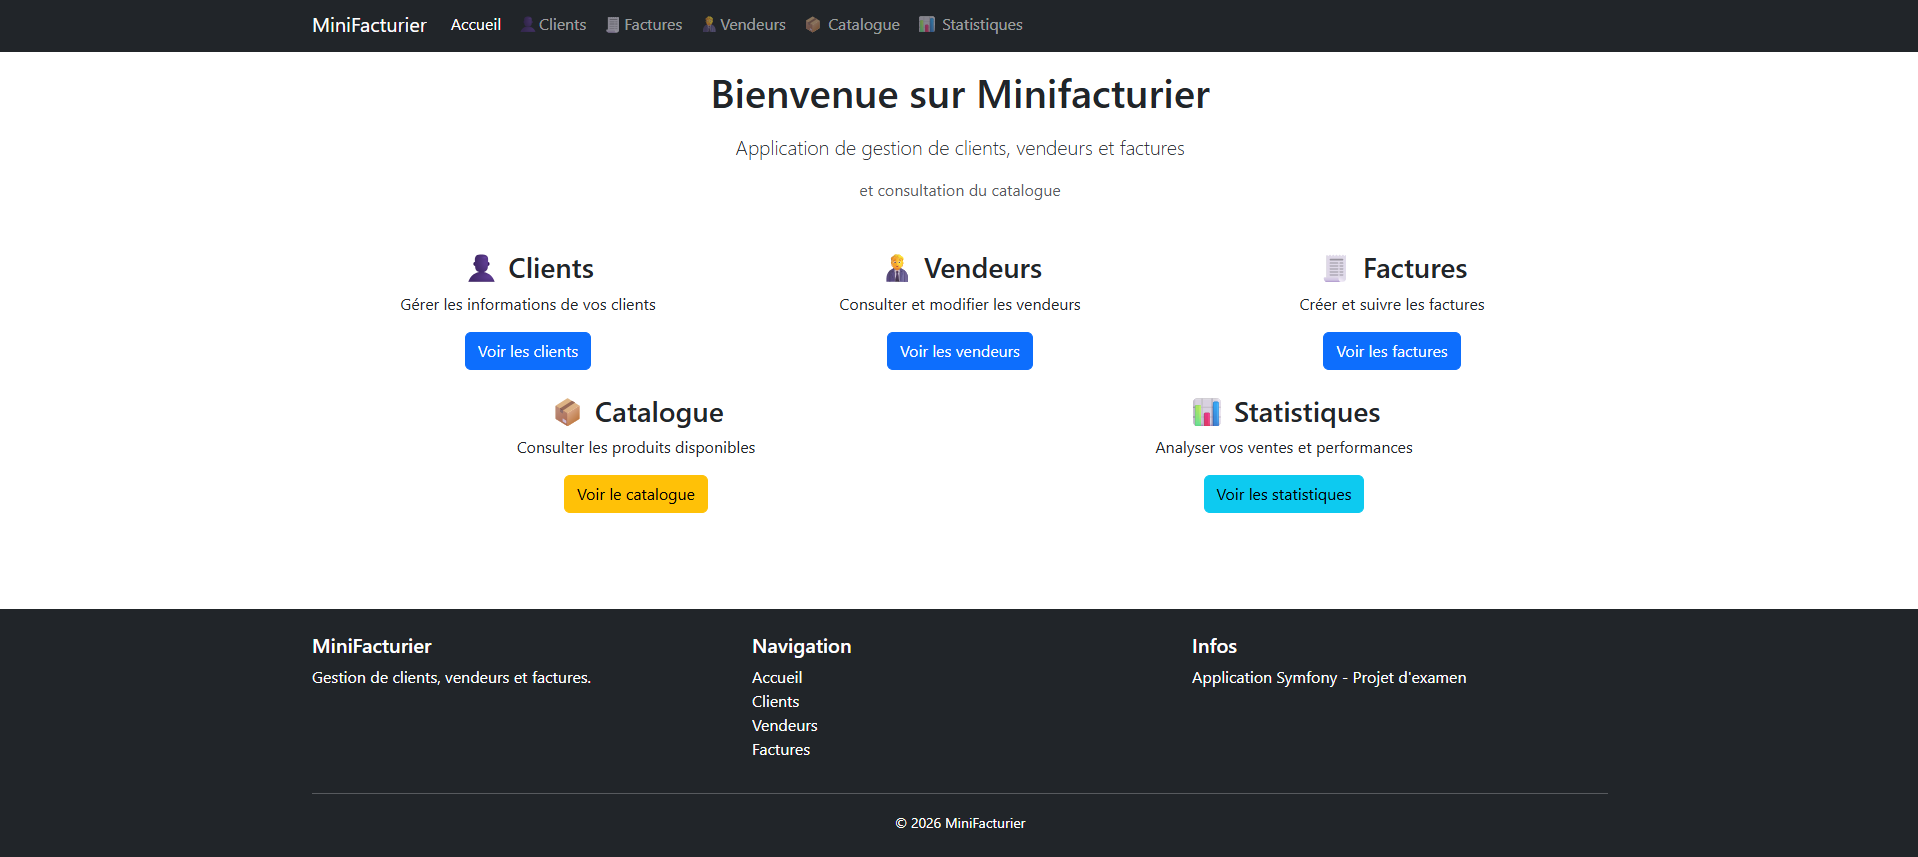 MiniFacturier Accueil Clients Factures Vendeurs Catalogue Statistiques
Bienvenue sur Minifacturier
Application de gestion de clients, vendeurs et factures
et consultation du catalogue
Clients
Gérer les informations de vos clients
Voir les clients
Vendeurs
Consulter et modifier les vendeurs
Voir les vendeurs
Factures
Créer et suivre les factures
Voir les factures
Catalogue
Consulter les produits disponibles
Voir le catalogue
Statistiques
Analyser vos ventes et performances
Voir les statistiques
MiniFacturier
Gestion de clients, vendeurs et factures.
Navigation
Accueil
Clients
Vendeurs
Factures
Infos
Application Symfony - Projet d'examen
© 2026 MiniFacturier